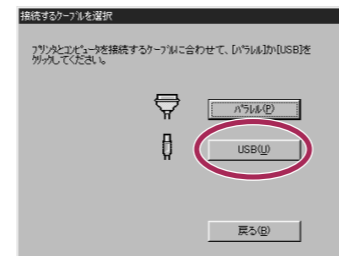 接続するケーブルを選択
プリンタとコンピュータを接続するケーブルに合わせて、[パラレル]か[USB]を
クリックしてください。
パラレル(P)
USB(U)
戻る(B)